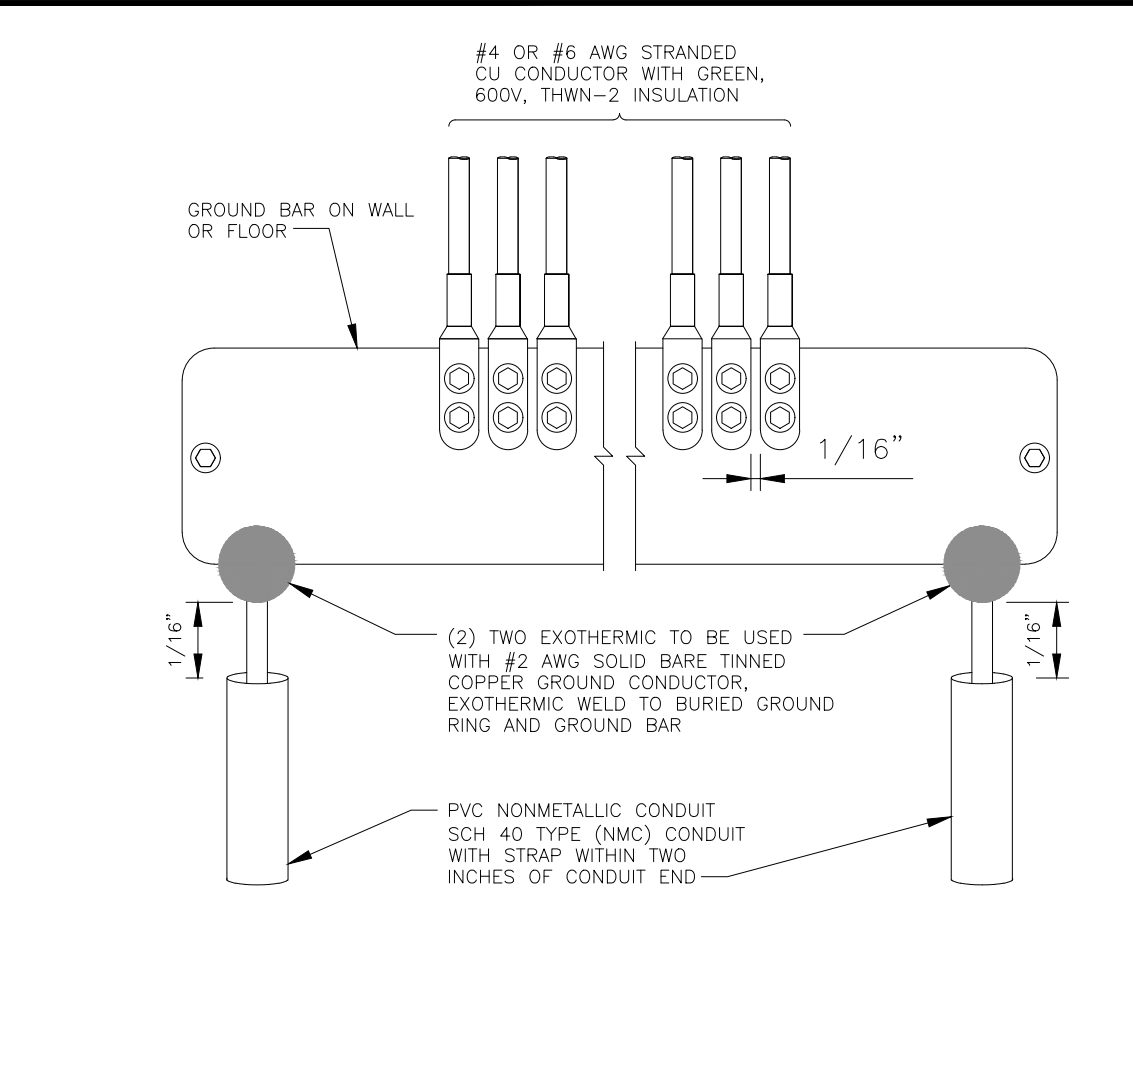 #4 OR #6 AWG STRANDED
CU CONDUCTOR WITH GREEN,
600V, THWN-2 INSULATION
GROUND BAR ON WALL
OR FLOOR
1/16”
1/16”
1/16”
(2) TWO EXOTHERMIC TO BE USED
WITH #2 AWG SOLID BARE TINNED
COPPER GROUND CONDUCTOR,
EXOTHERMIC WELD TO BURIED GROUND
RING AND GROUND BAR
PVC NONMETALLIC CONDUIT
SCH 40 TYPE (NMC) CONDUIT
WITH STRAP WITHIN TWO
INCHES OF CONDUIT END